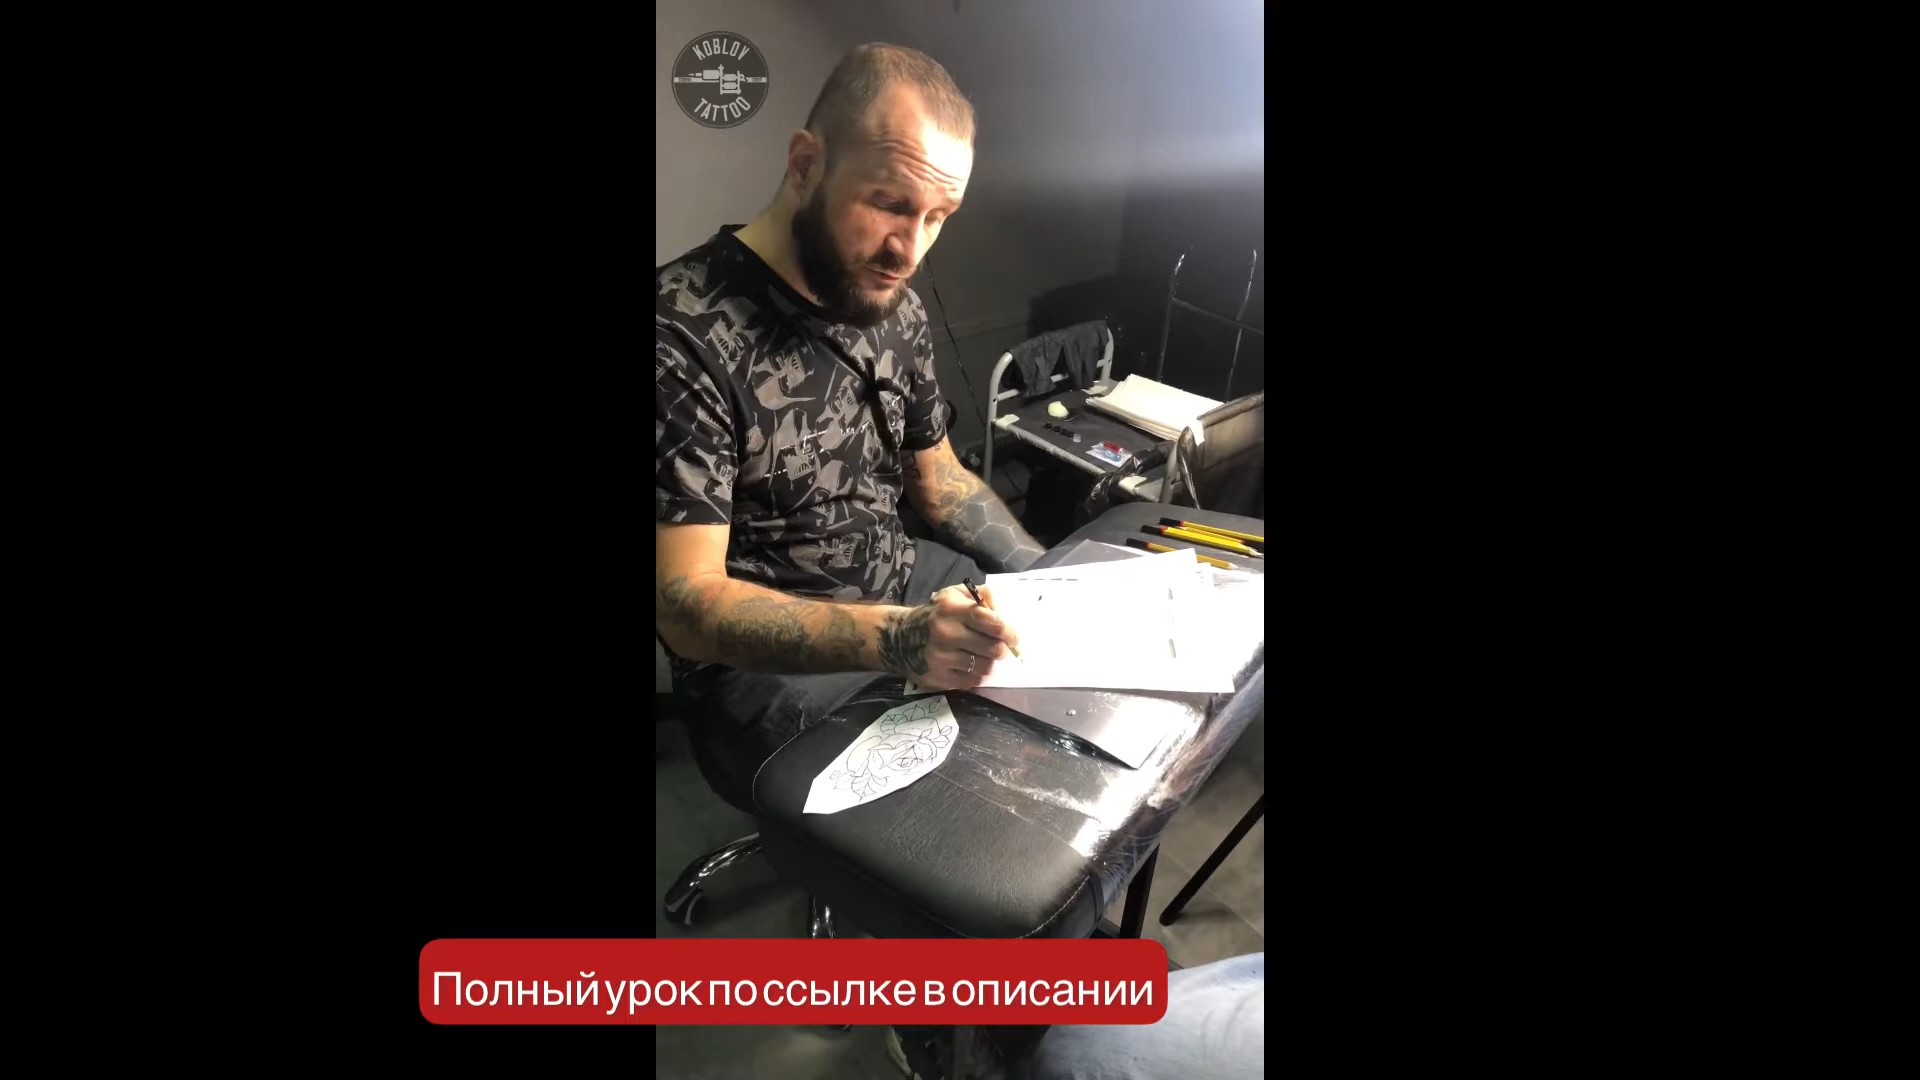 KOBLOV
TATTOO
Полный урок по ссылке в описании